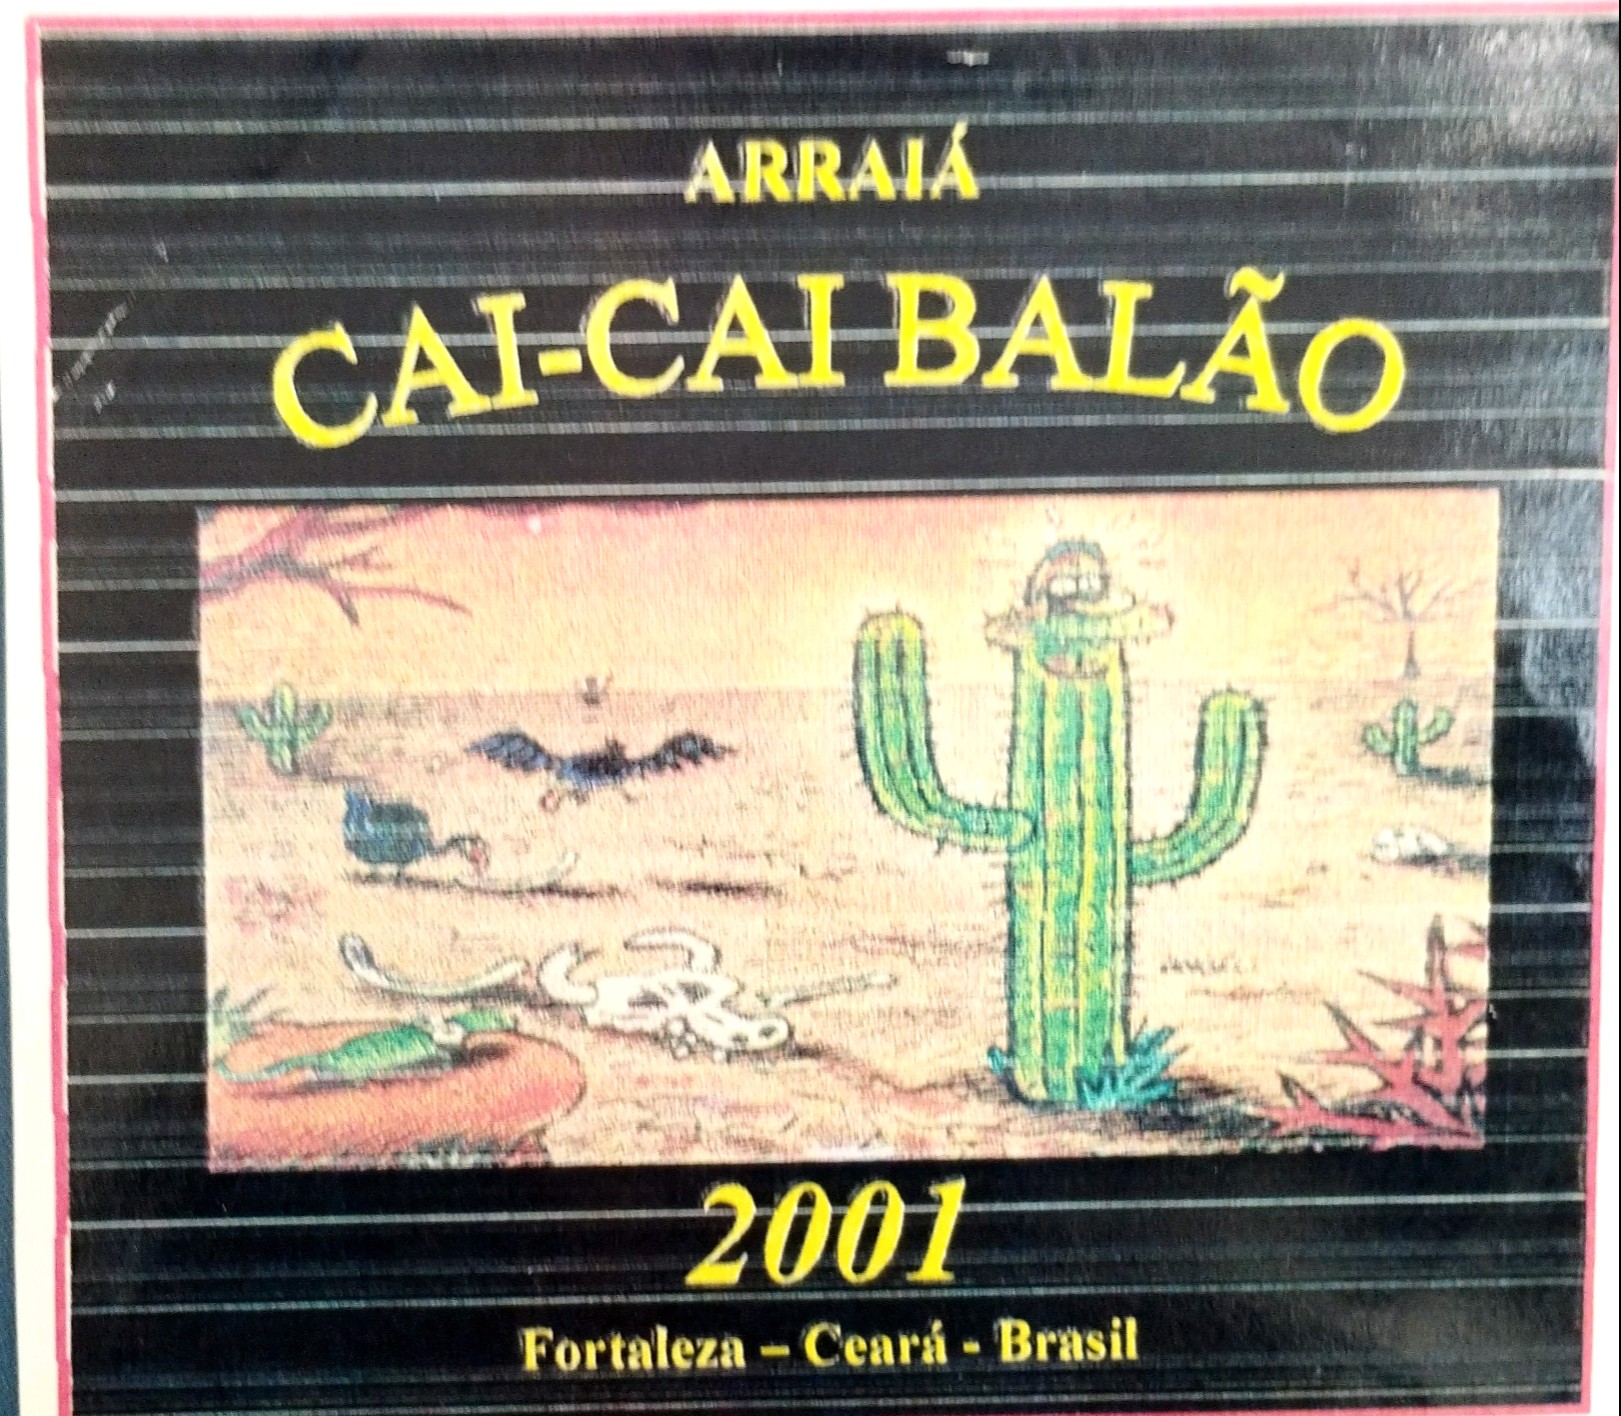 ARRAIÁ
CAI-CAI BALÃO
2001
Fortaleza – Ceará - Brasil